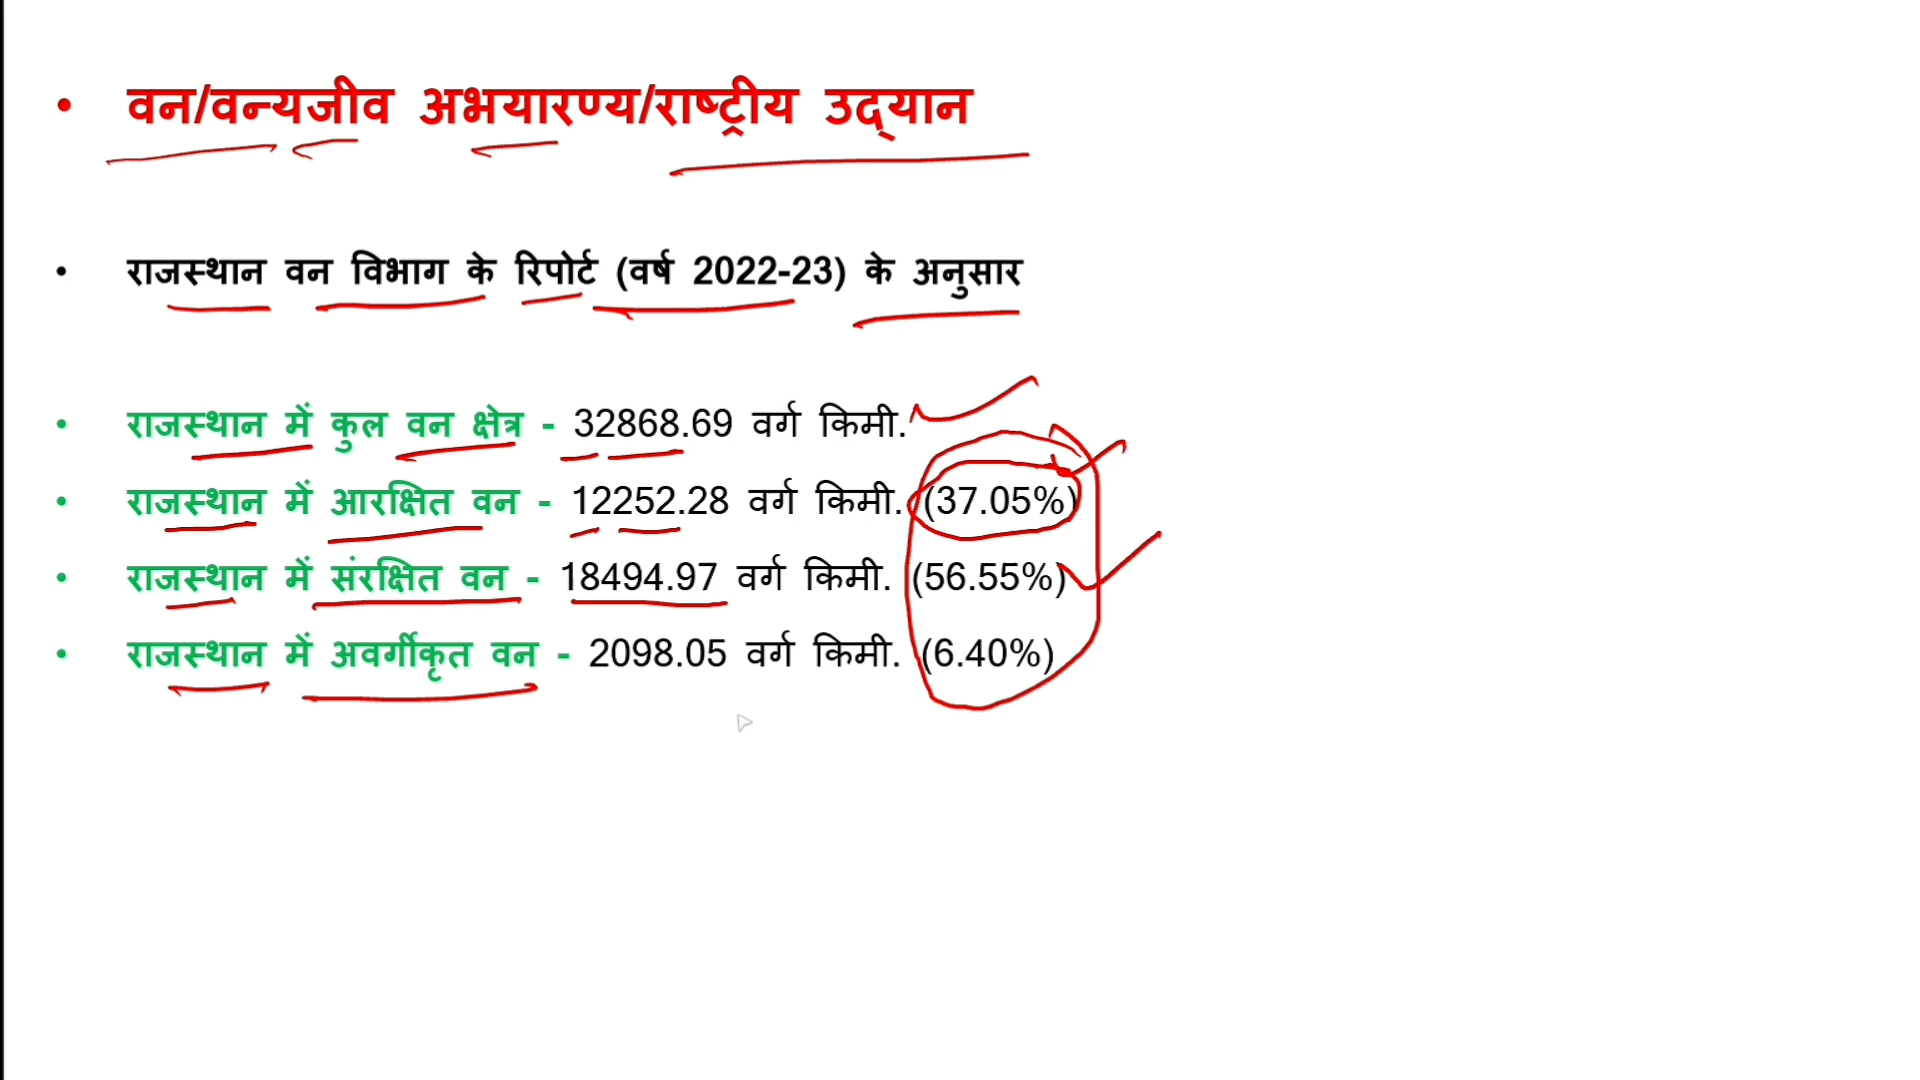 • वन/वन्यजीव अभयारण्य/राष्ट्रीय उद्यान
• राजस्थान वन विभाग के रिपोर्ट (वर्ष 2022-23) के अनुसार
• राजस्थान में कुल वन क्षेत्र - 32868.69 वर्ग किमी.
• राजस्थान में आरक्षित वन - 12252.28 वर्ग किमी. (37.05%)
• राजस्थान में संरक्षित वन - 18494.97 वर्ग किमी. (56.55%)
• राजस्थान में अवर्गीकृत वन - 2098.05 वर्ग किमी. (6.40%)